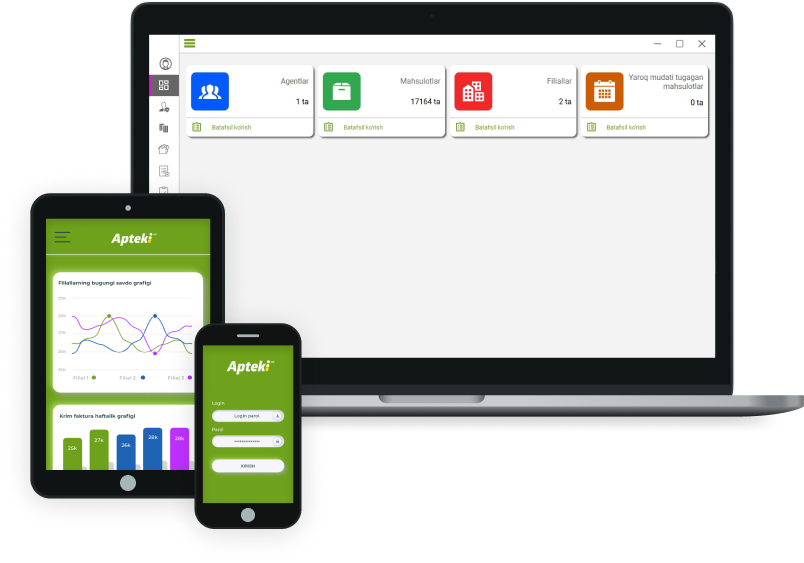 Agentlar
1 ta
Batafsil ko'rish
Mahsulotlar
17164 ta
Batafsil ko'rish
Filiallar
2 ta
Batafsil ko'rish
Yaroq mudati tugagan
mahsulotlar
0 ta
Batafsil ko'rish
Apteki
Filiallarning bugungi savdo grafigi
Filial 1
Filial 2
Filial 3
Krim faktura haftalik grafigi
25k
27k
26k
28k
28k
Apteki
Login
Login parol
Parol
KIRISH